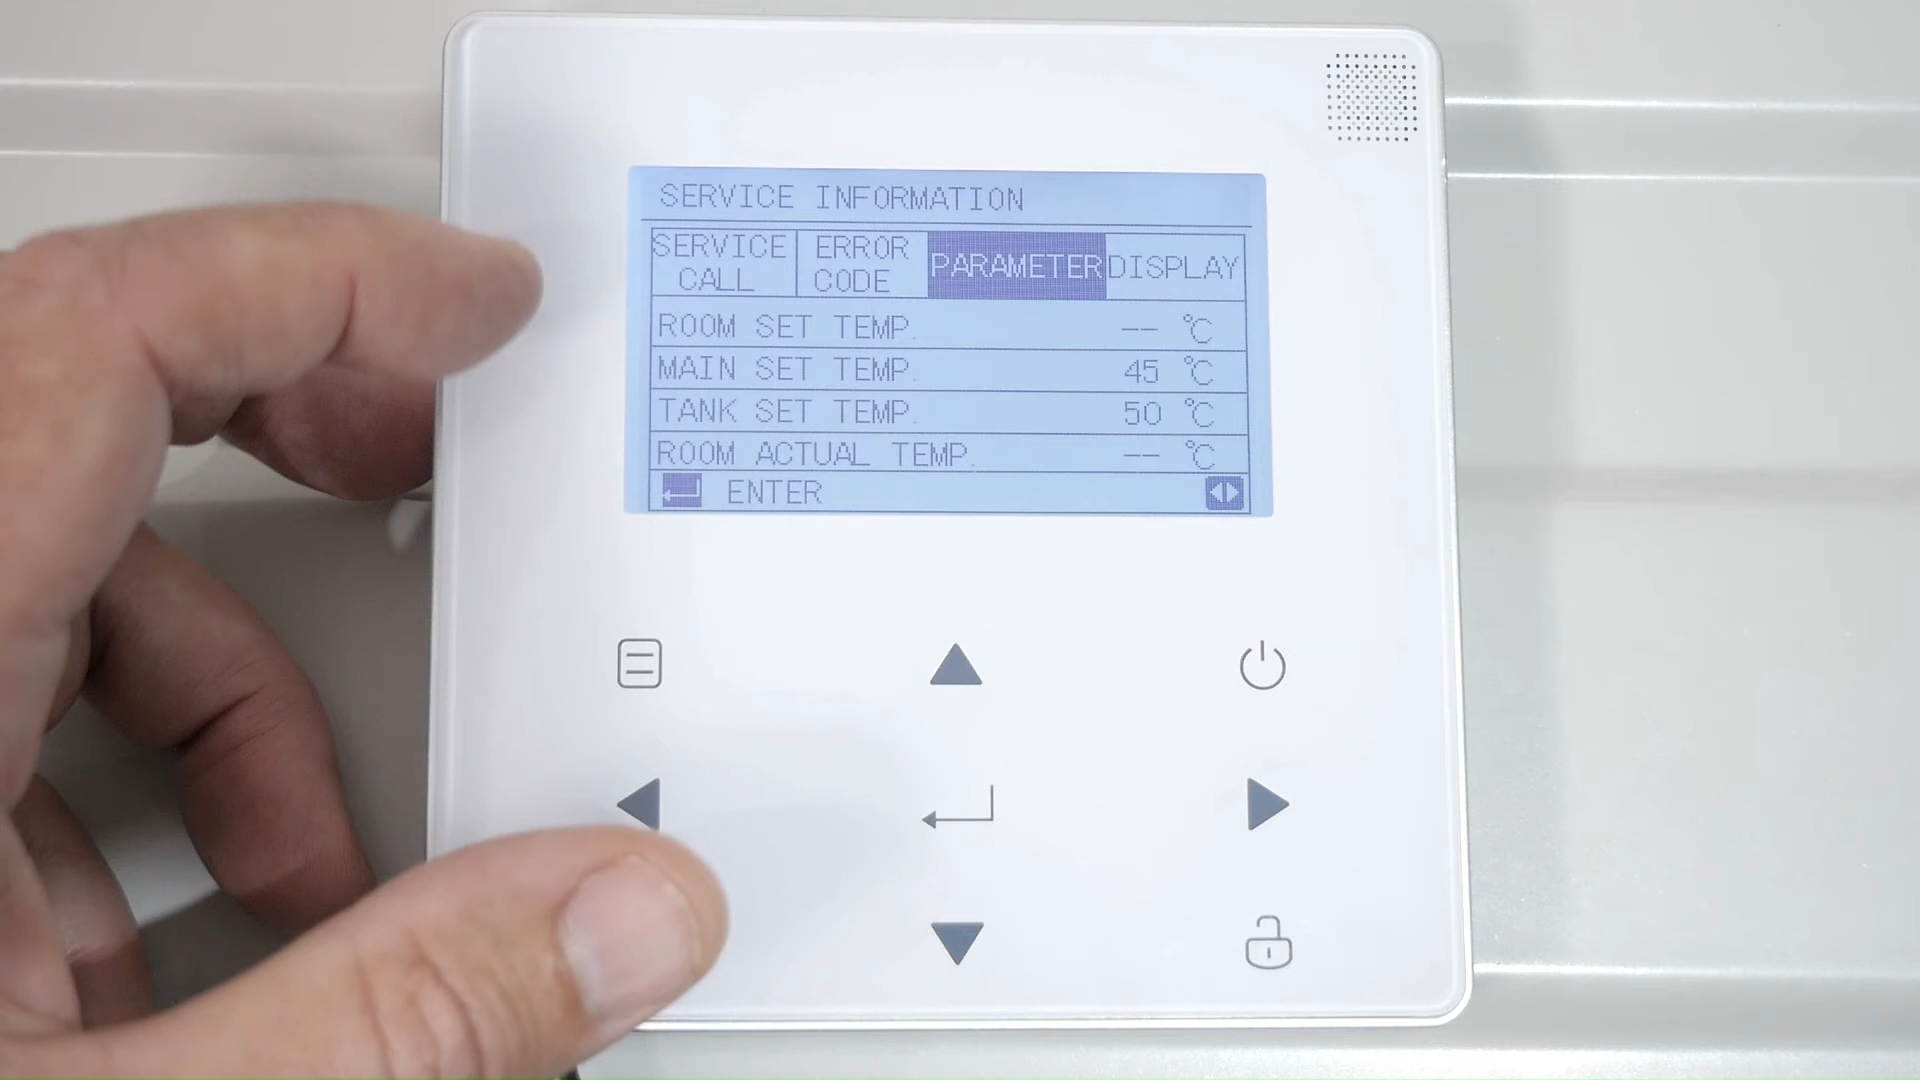 SERVICE INFORMATION
SERVICE CALL
ERROR CODE
PARAMETER
DISPLAY
ROOM SET TEMP. -- °C
MAIN SET TEMP. 45 °C
TANK SET TEMP. 50 °C
ROOM ACTUAL TEMP. -- °C
ENTER